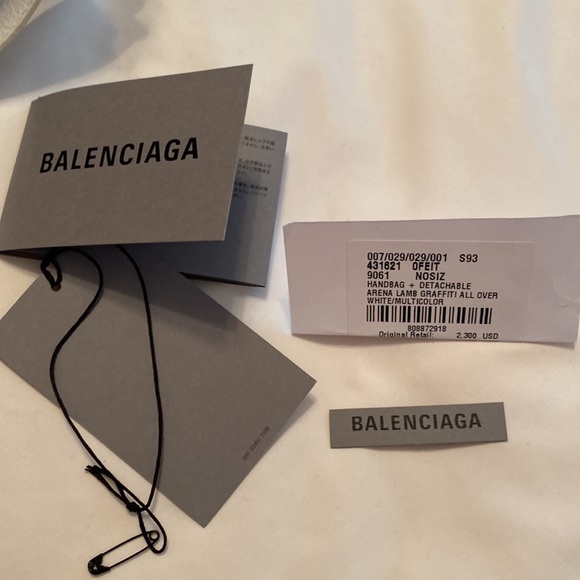 BALENCIAGA
007/029/029/001 S93
431621 0FEIT
9061 NOSIZ
HANDBAG + DETACHABLE
ARENA LAMB GRAFFITI ALL OVER
WHITE/MULTICOLOR
808872918
Original Retail: 2,300 USD
BALENCIAGA